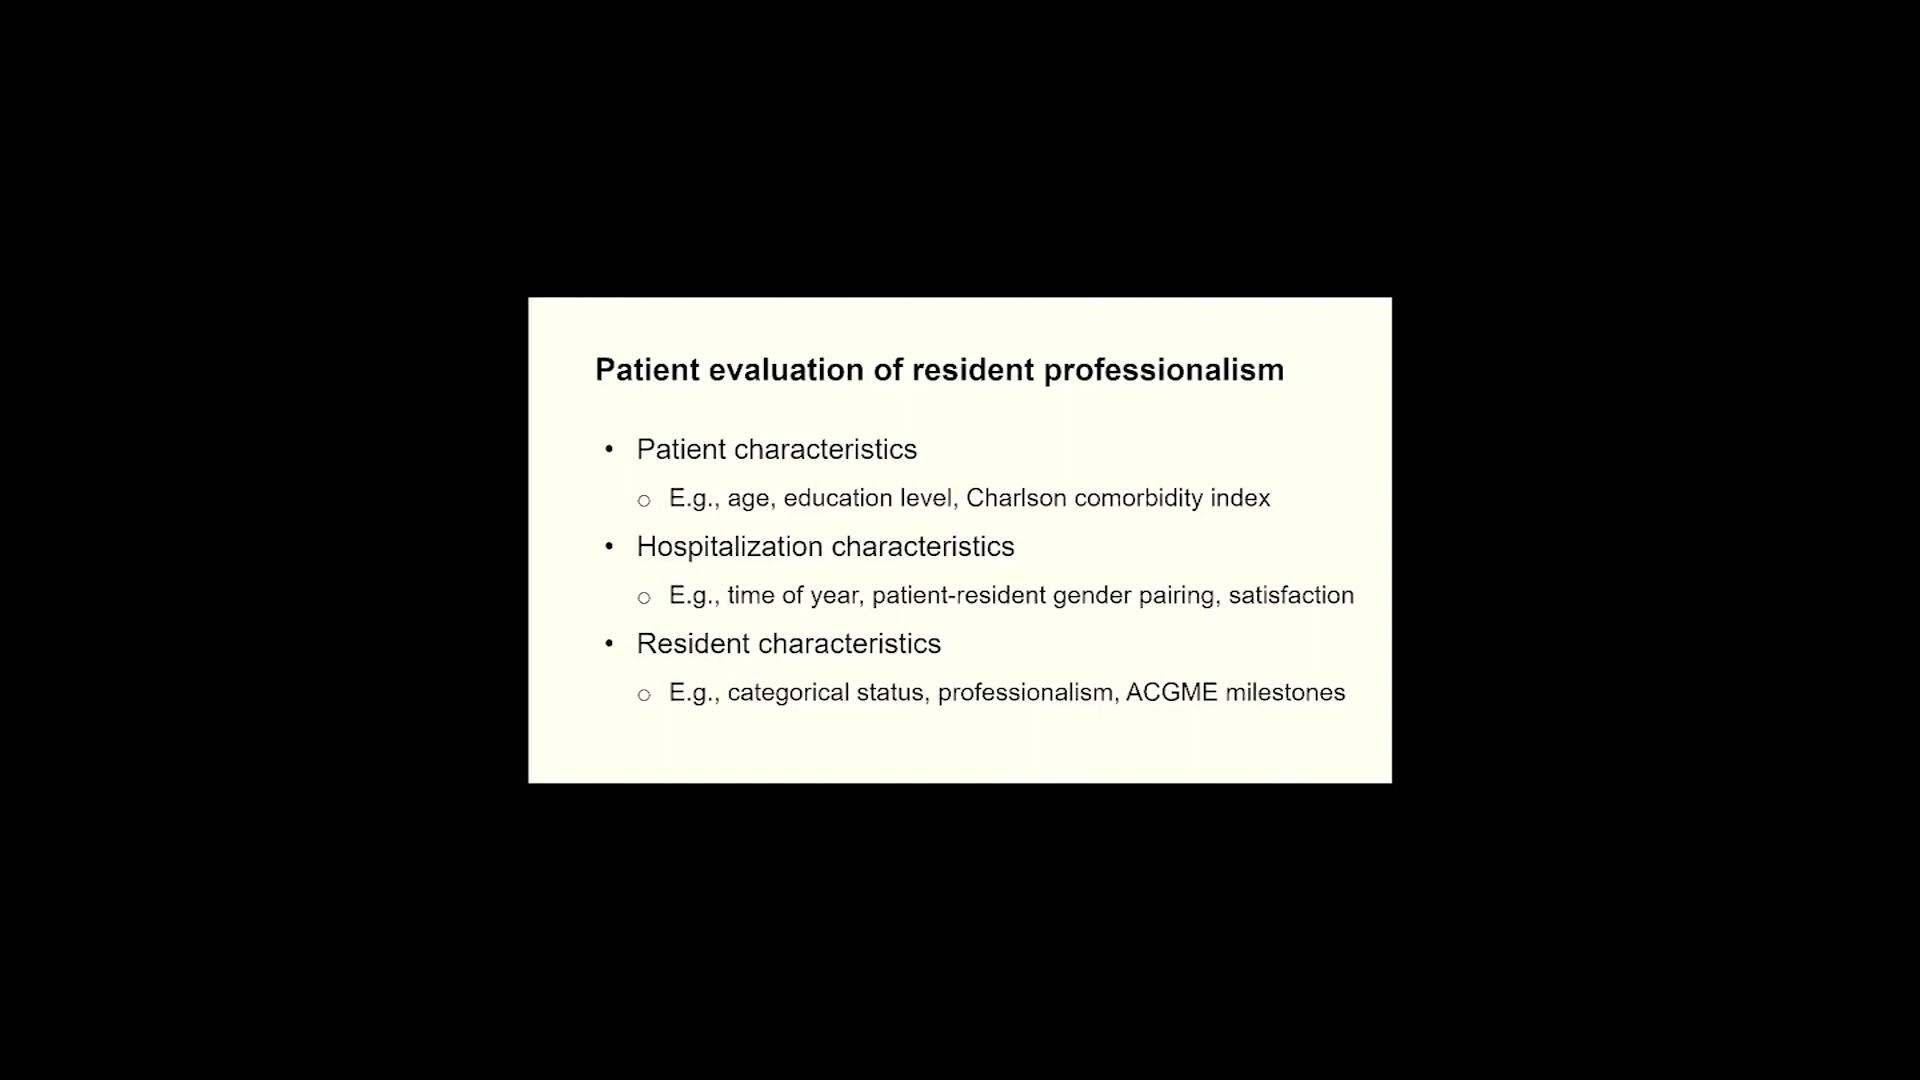 Patient evaluation of resident professionalism
• Patient characteristics
o E.g., age, education level, Charlson comorbidity index
• Hospitalization characteristics
o E.g., time of year, patient-resident gender pairing, satisfaction
• Resident characteristics
o E.g., categorical status, professionalism, ACGME milestones